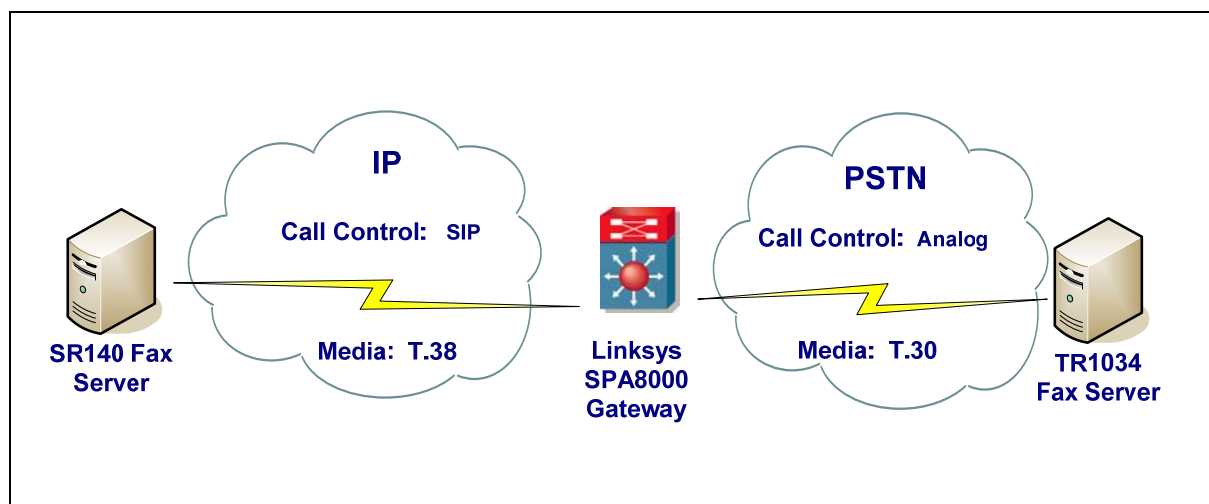 IP
Call Control: SIP
Media: T.38
SR140 Fax
Server
Linksys
SPA8000
Gateway
PSTN
Call Control: Analog
Media: T.30
TR1034
Fax Server